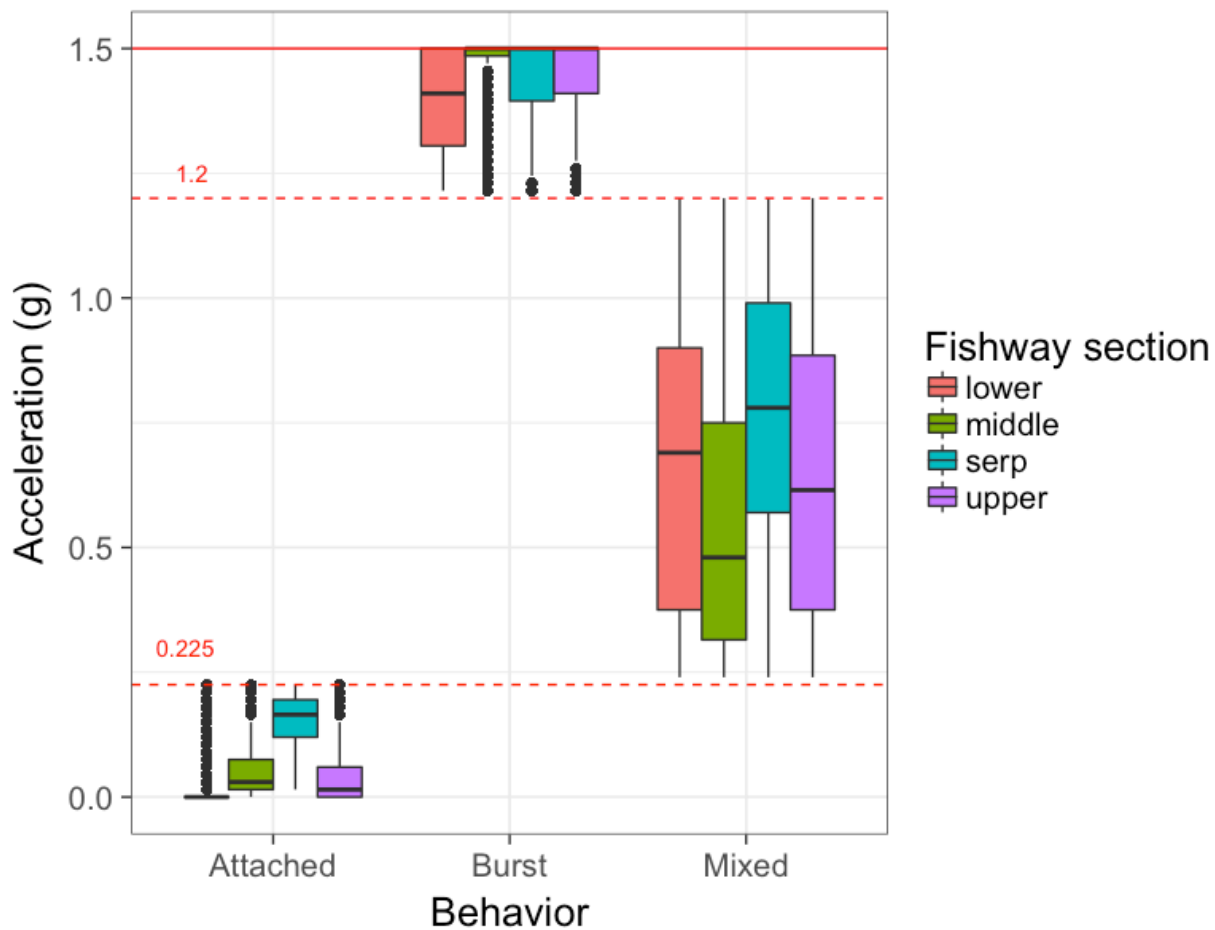 1.5
1.2
1.0
0.5
0.225
0.0
Acceleration (g)
Attached Burst Mixed
Behavior
Fishway section
lower
middle
serp
upper